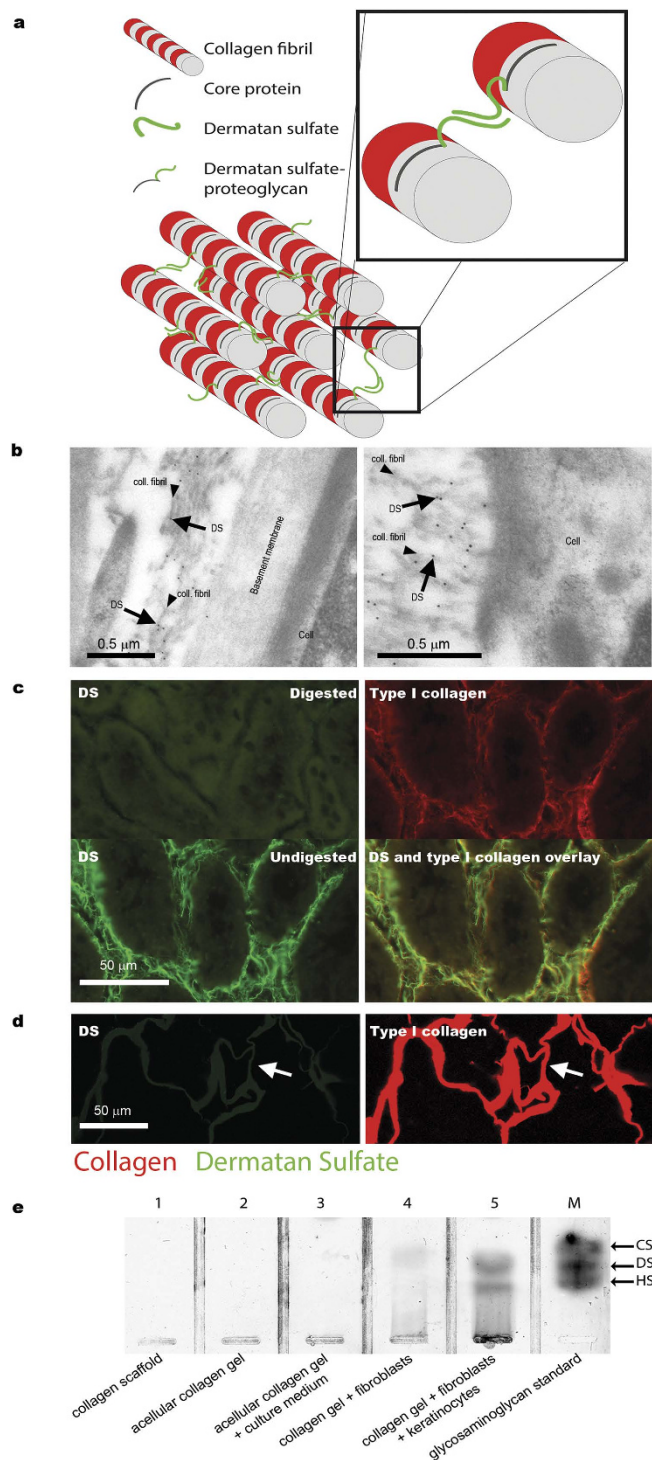 a
Collagen fibril
Core protein
Dermatan sulfate
Dermatan sulfate-
proteoglycan
b
coll. fibril
DS
Basement membrane
coll. fibril
DS
Cell
0.5 μm
coll. fibril
DS
Cell
coll. fibril
DS
0.5 μm
c
DS
Digested
Type I collagen
DS
Undigested
DS and type I collagen overlay
50 μm
d
DS
Type I collagen
50 μm
Collagen Dermatan Sulfate
e
1 2 3 4 5 M
CS
DS
HS
collagen scaffold
acellular collagen gel
acellular collagen gel
+ culture medium
collagen gel + fibroblasts
collagen gel + fibroblasts
+ keratinocytes
glycosaminoglycan standard